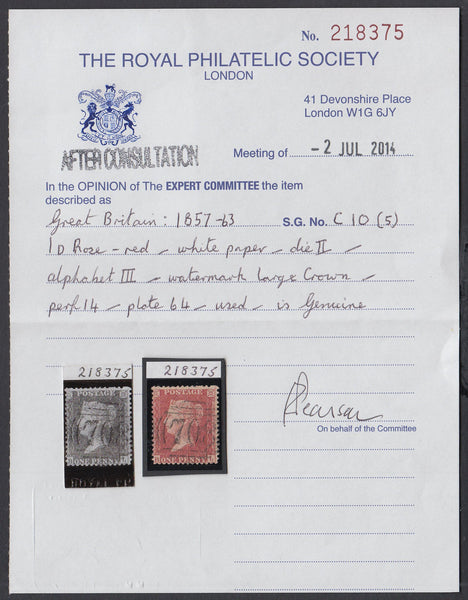 No. 218375
THE ROYAL PHILATELIC SOCIETY
LONDON
41 Devonshire Place
London W1G 6JY
AFTER CONSULTATION
Meeting of - 2 JUL 2014
In the OPINION of The EXPERT COMMITTEE the item
described as
Great Britain: 1857-63 S.G. No. C 10 (5)
1D Rose-red - white paper - die II -
alphabet III - watermark large Crown -
perf 14 - plate 64 - used - is Genuine
218375 218375
POSTAGE POSTAGE
ONE PENNY ONE PENNY
On behalf of the Committee